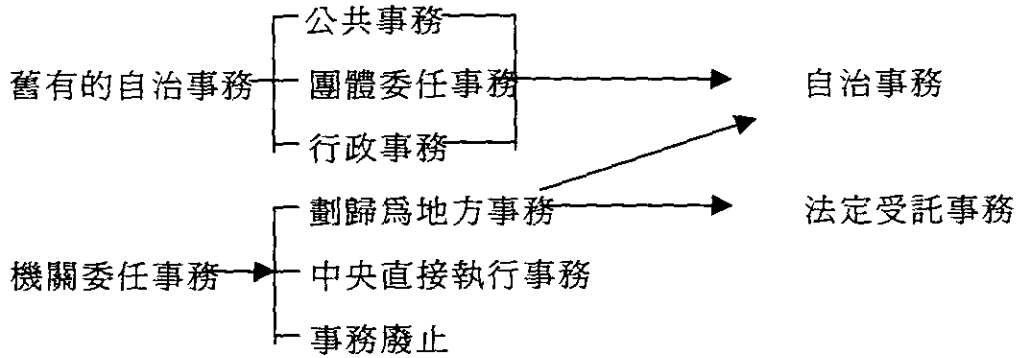 公共事務
舊有的自治事務 團體委任事務 自治事務
行政事務
劃歸爲地方事務 法定受託事務
機關委任事務 中央直接執行事務
事務廢止